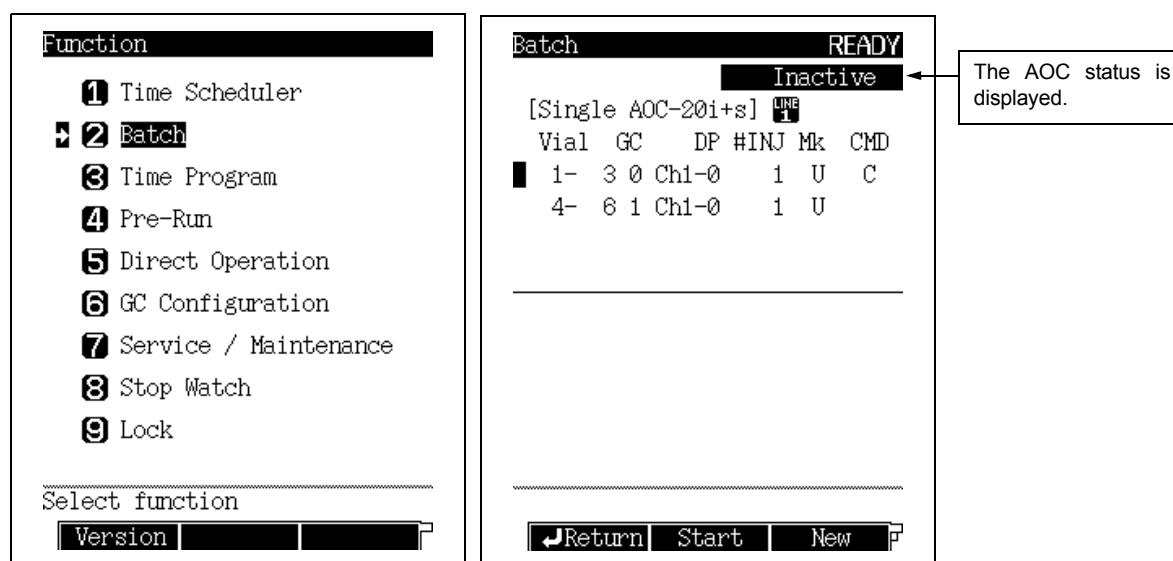 Function
1 Time Scheduler
2 Batch
3 Time Program
4 Pre-Run
5 Direct Operation
6 GC Configuration
7 Service / Maintenance
8 Stop Watch
9 Lock
Select function
Version
Batch READY
Inactive
[Single AOC-20i+s] LINE 1
Vial GC DP #INJ Mk CMD
1- 3 0 Ch1-0 1 U C
4- 6 1 Ch1-0 1 U
Return Start New
The AOC status is
displayed.